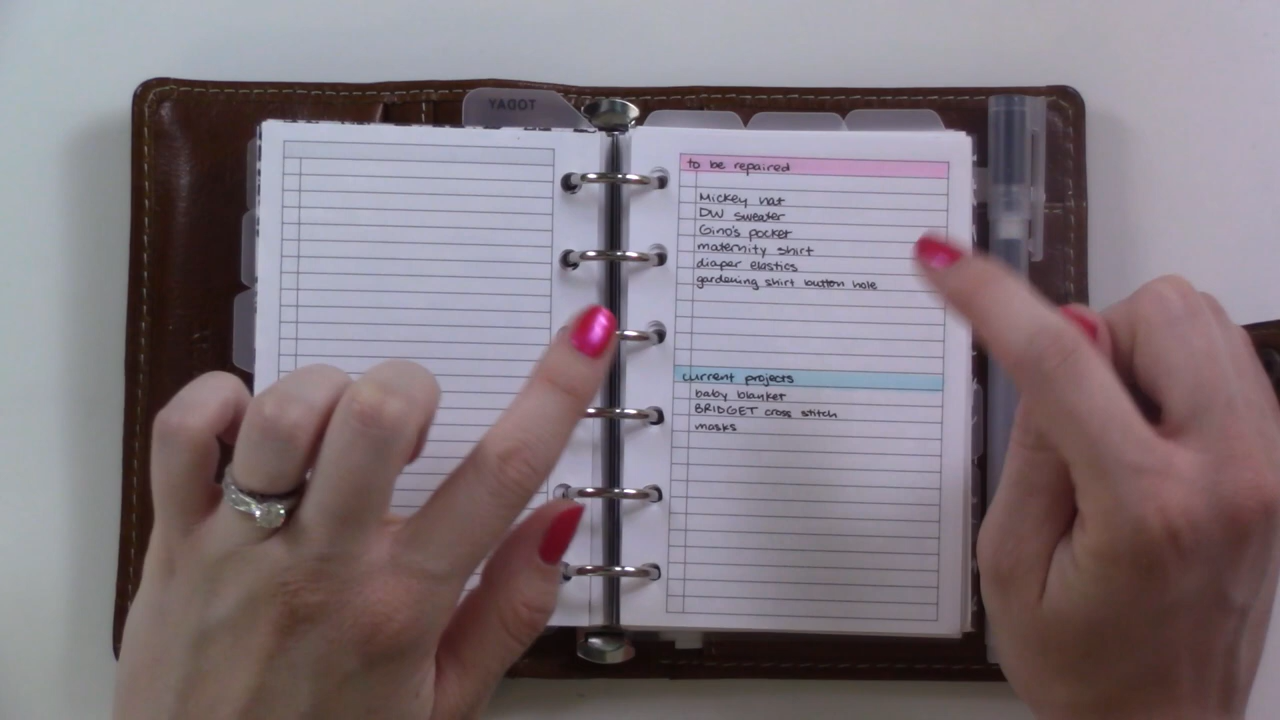 TODAY
to be repaired
Mickey hat
DW sweater
Gino's pocket
maternity shirt
diaper elastics
gardening shirt button hole
current projects
baby blanket
BRIDGET cross stitch
masks